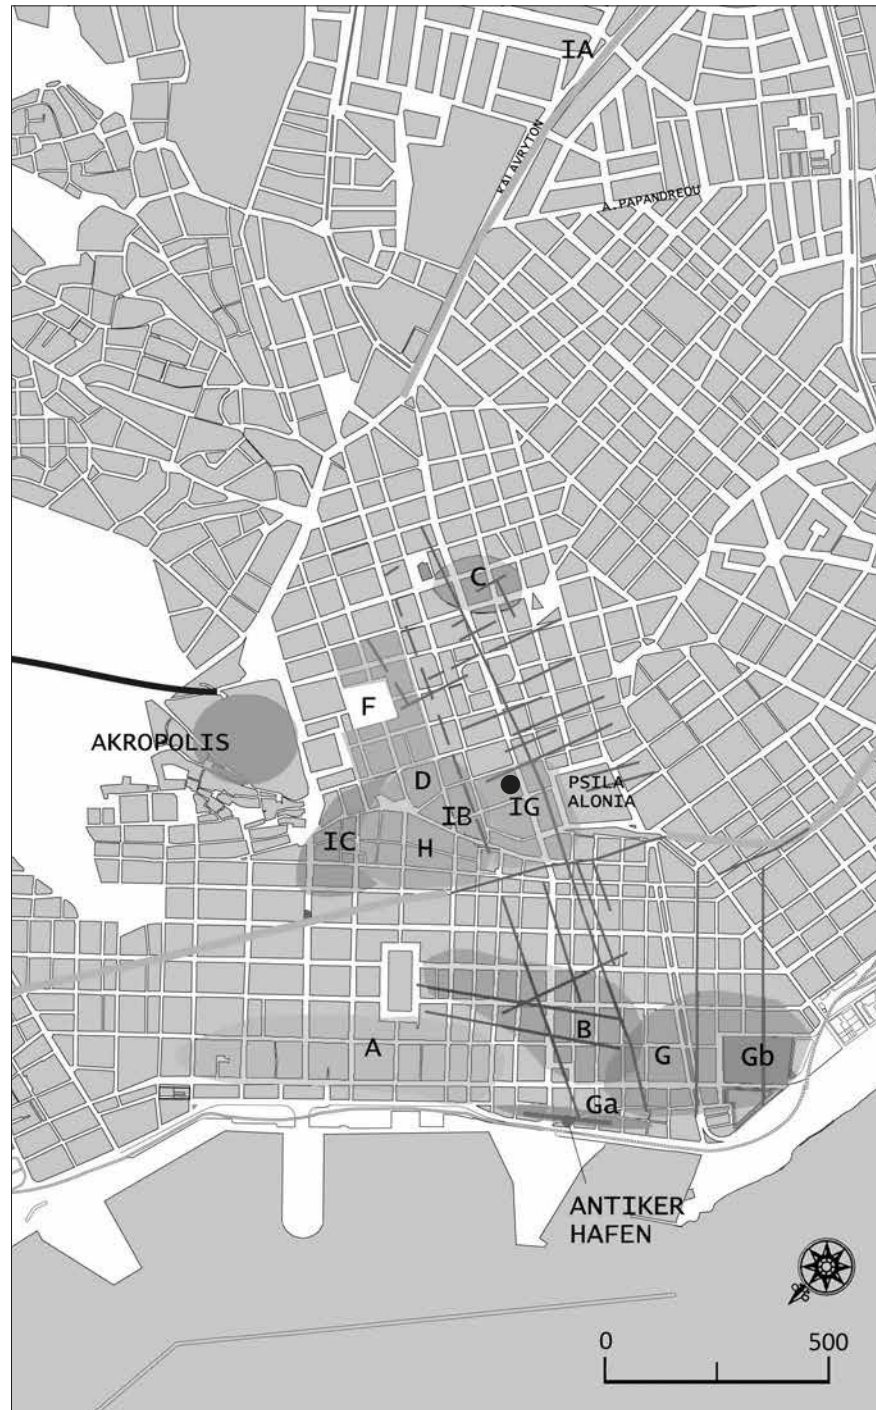 IA
KALAVRYTON
A.PAPANDREOU
C
F
AKROPOLIS
D
PSILA
ALONIA
IB
IG
IC
H
B
A
G
Gb
Ga
ANTIKER
HAFEN
0
500